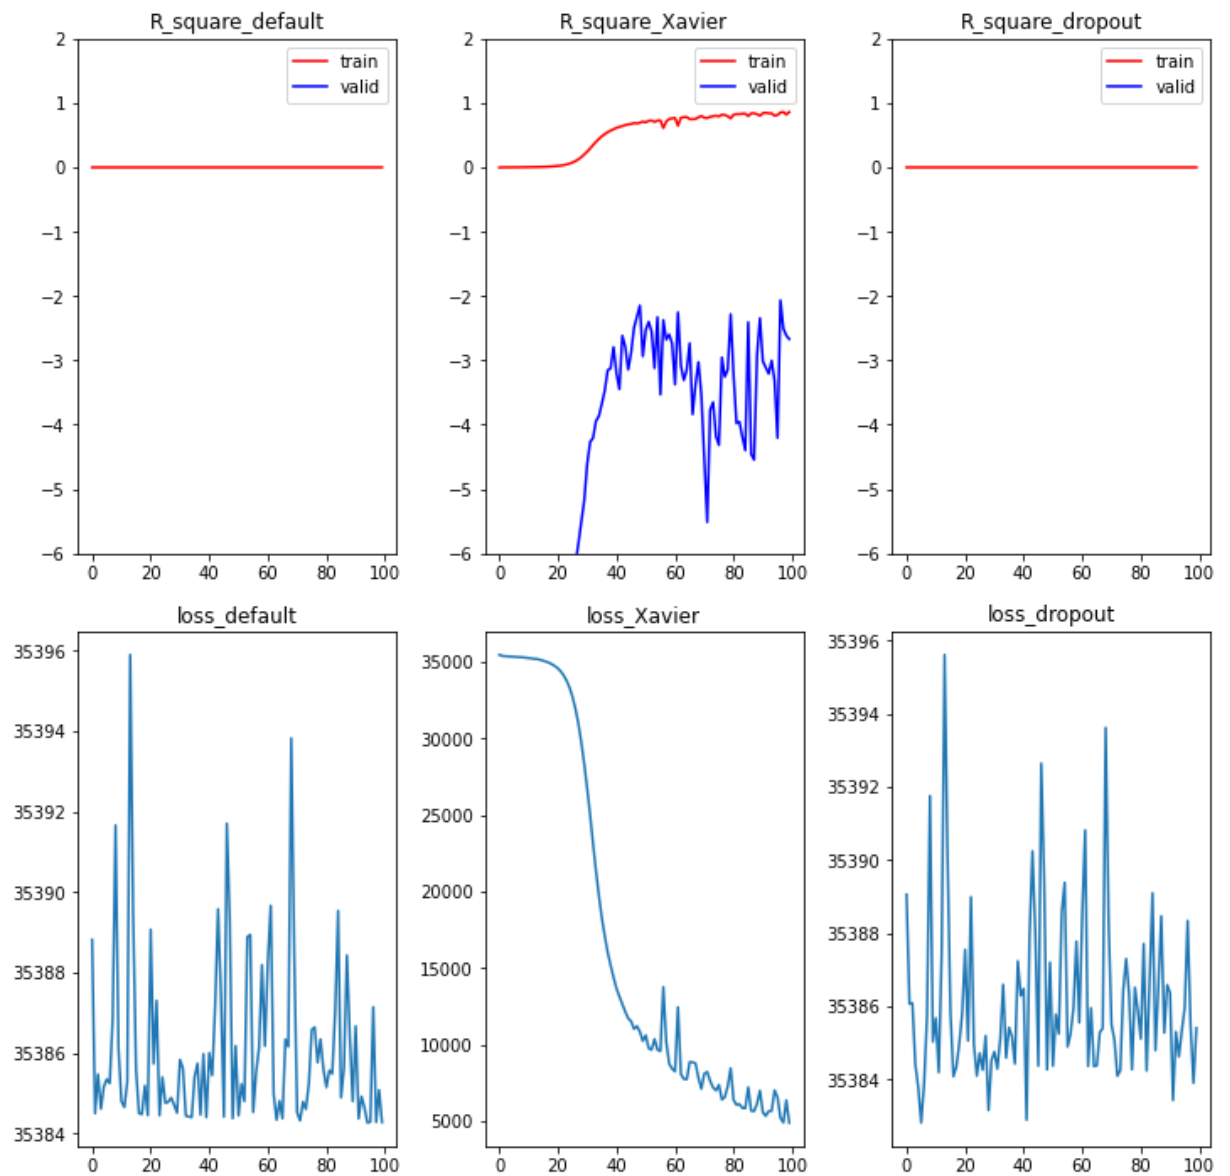 R_square_default
R_square_Xavier
R_square_dropout
2
1
0
−1
−2
−3
−4
−5
−6
0 20 40 60 80 100
train
valid
2
1
0
−1
−2
−3
−4
−5
−6
0 20 40 60 80 100
train
valid
2
1
0
−1
−2
−3
−4
−5
−6
0 20 40 60 80 100
train
valid
loss_default
loss_Xavier
loss_dropout
35396
35394
35392
35390
35388
35386
35384
0 20 40 60 80 100
35000
30000
25000
20000
15000
10000
5000
0 20 40 60 80 100
35396
35394
35392
35390
35388
35386
35384
0 20 40 60 80 100